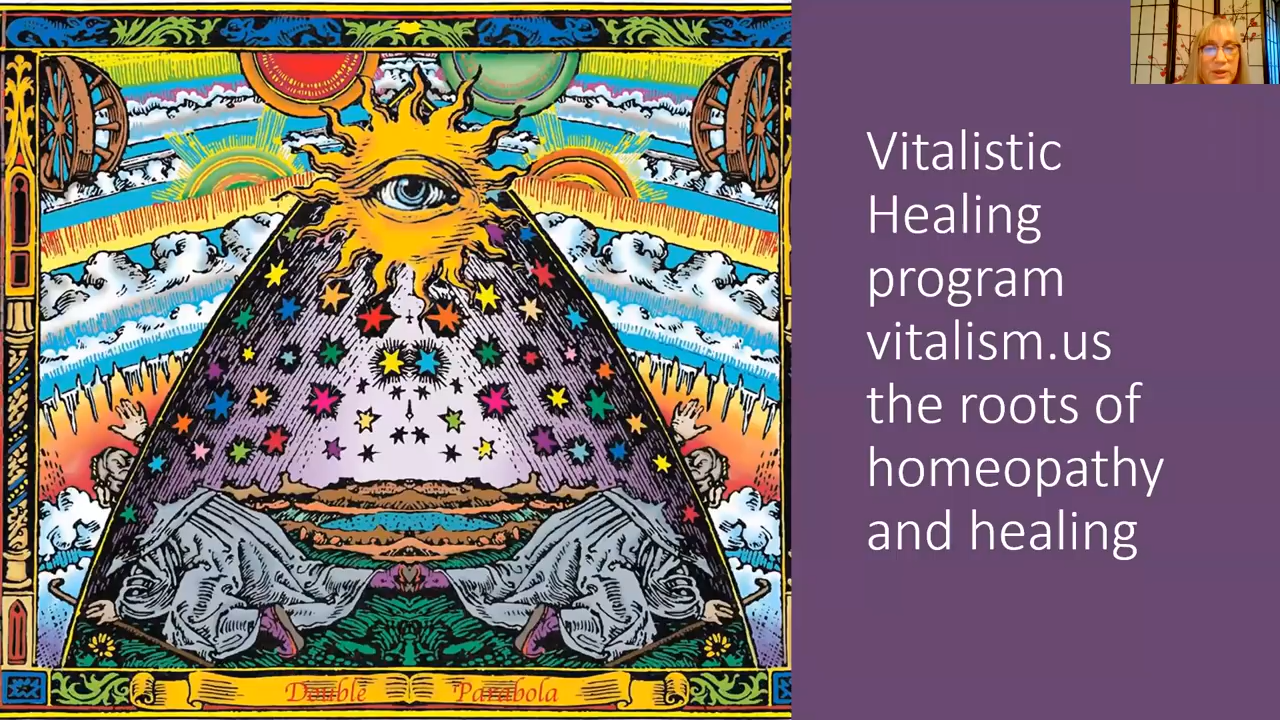 Vitalistic
Healing
program
vitalism.us
the roots of
homeopathy
and healing
Double Parabola